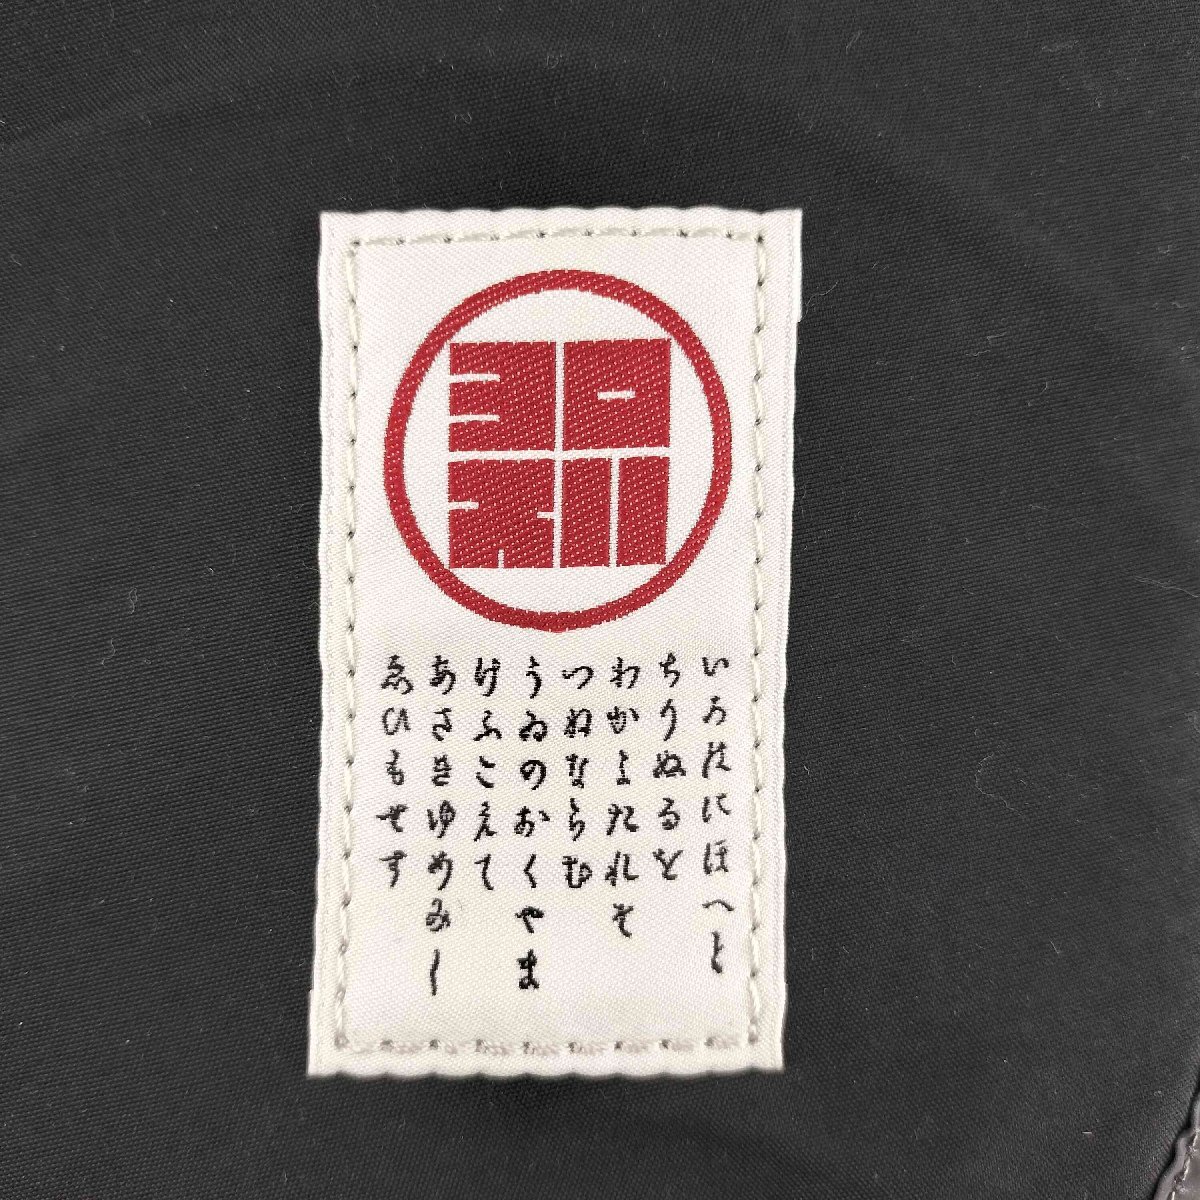 いろはにほへと
ちりぬるを
わかよたれそ
つねならむ
うゐのおくやま
けふこえて
あさきゆめみし
ゑひもせす